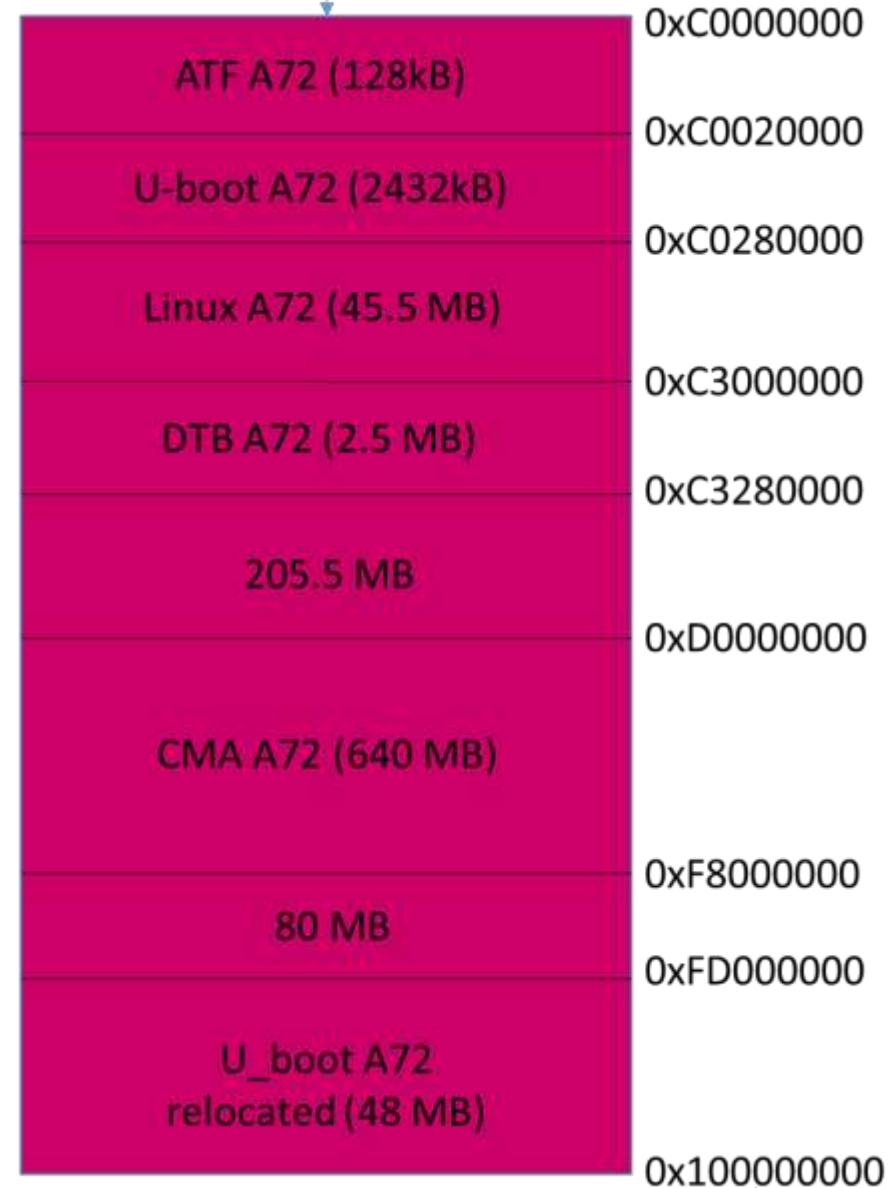 0xC0000000
ATF A72 (128kB)
0xC0020000
U-boot A72 (2432kB)
0xC0280000
Linux A72 (45.5 MB)
0xC3000000
DTB A72 (2.5 MB)
0xC3280000
205.5 MB
0xD0000000
CMA A72 (640 MB)
0xF8000000
80 MB
0xFD000000
U_boot A72
relocated (48 MB)
0x100000000